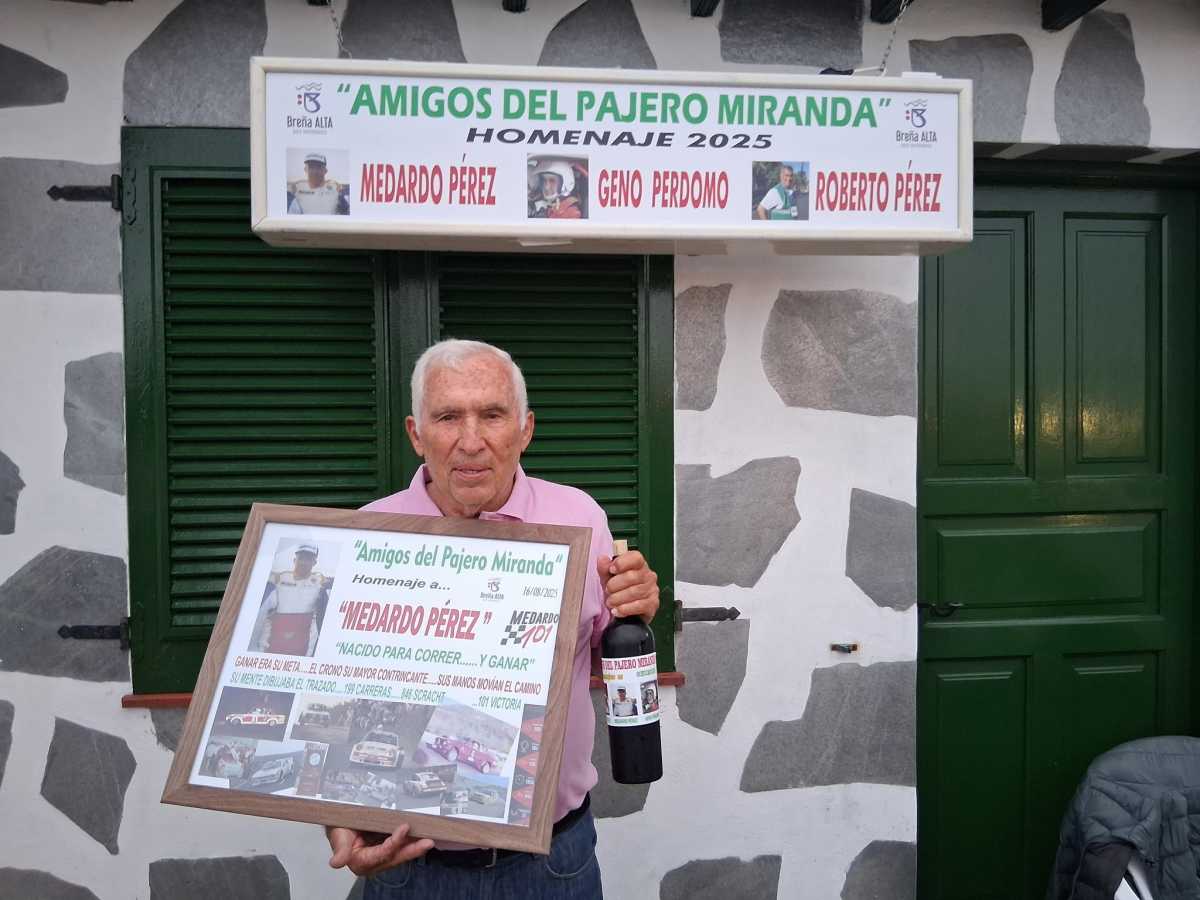 "AMIGOS DEL PAJERO MIRANDA"
HOMENAJE 2025
Breña ALTA
Breña ALTA
MEDARDO PÉREZ
GENO PERDOMO
ROBERTO PÉREZ
"Amigos del Pajero Miranda"
Homenaje a...
Breña ALTA
16/08/2025
"MEDARDO PÉREZ"
MEDARDO
101
"NACIDO PARA CORRER......Y GANAR"
GANAR ERA SU META.....EL CRONO SU MAYOR CONTRINCANTE....SUS MANOS MOVÍAN EL CAMINO
SU MENTE DIBUJABA EL TRAZADO....199 CARRERAS....848 SCRACHT ....101 VICTORIA
DEL PAJERO MIRANDA